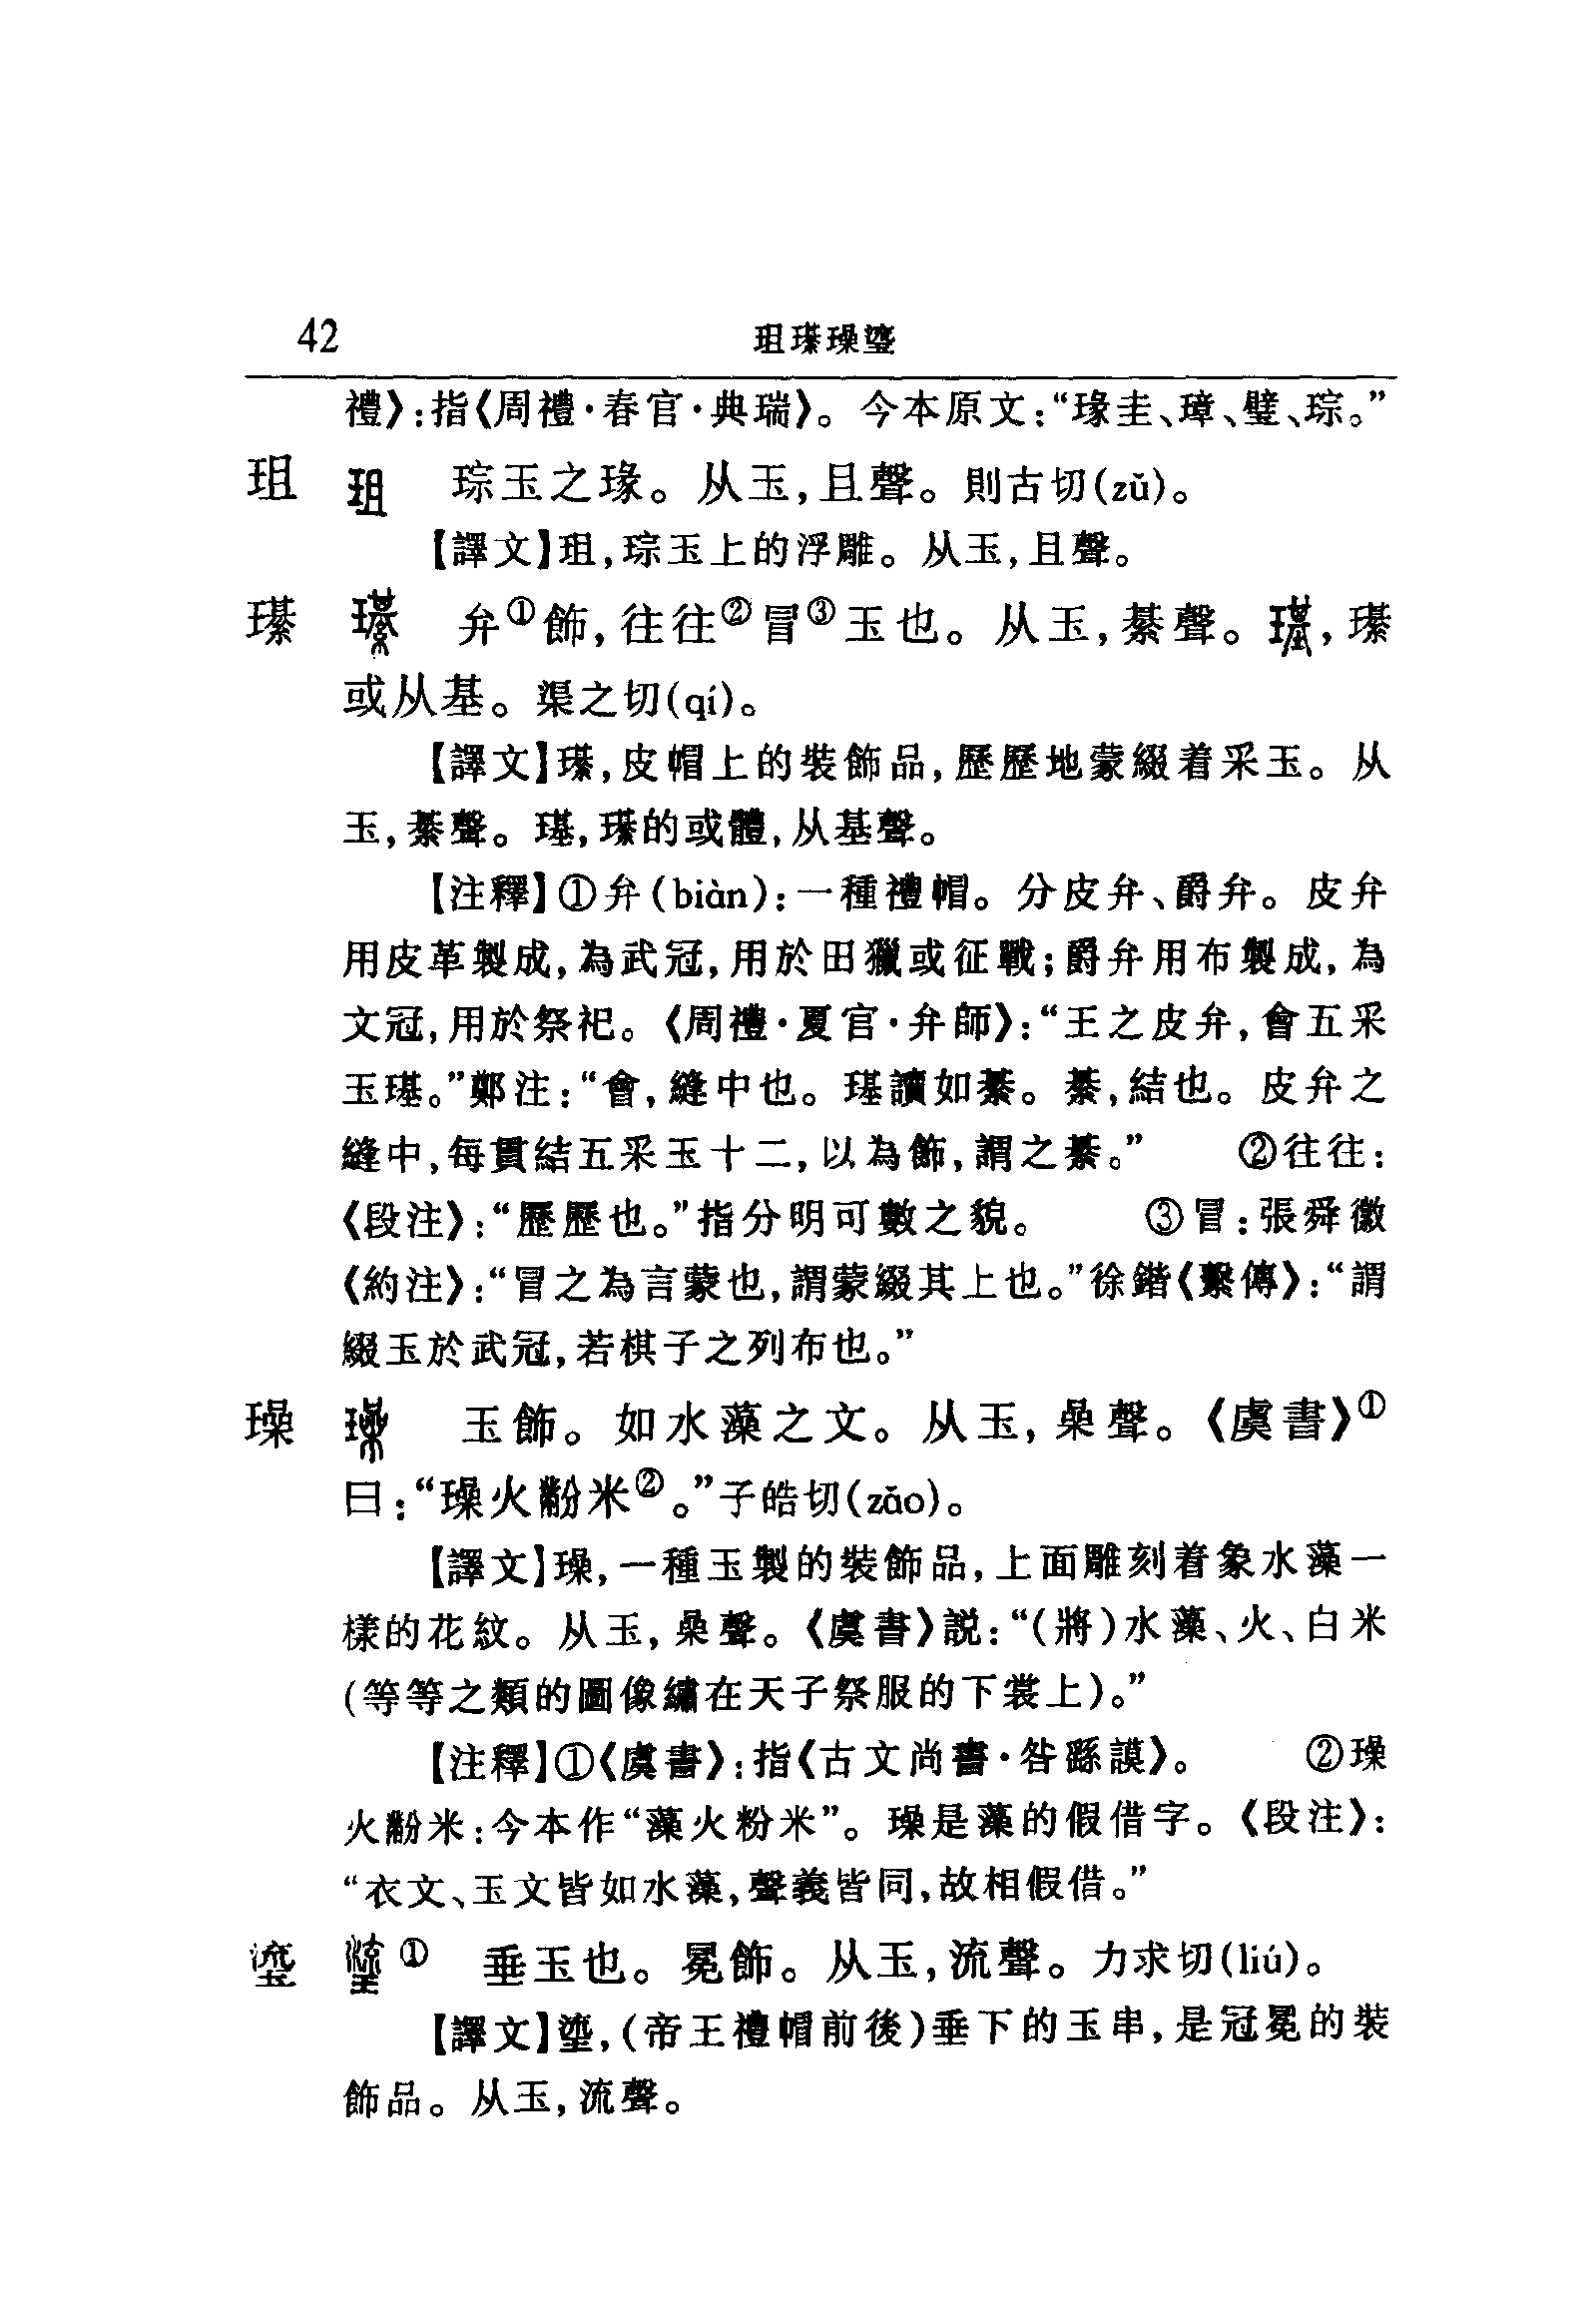 42
珇璂璪瑬
禮》:指《周禮·春官·典瑞》。今本原文:“瑑圭、璋、璧、琮。”
珇 珇 琮玉之瑑。从玉,且聲。則古切(zǔ)。
【譯文】珇,琮玉上的浮雕。从玉,且聲。
弁①飾,往往②冒③玉也。从玉,綦聲。璂,
或从基。渠之切(qí)。
【譯文】,皮帽上的裝飾品,歷歷地蒙綴着采玉。从
玉,綦聲。璂,的或體,从基聲。
【注釋】①弁(biàn):一種禮帽。分皮弁、爵弁。皮弁
用皮革製成,為武冠,用於田獵或征戰;爵弁用布製成,為
文冠,用於祭祀。《周禮·夏官·弁師》:“王之皮弁,會五采
玉璂。”鄭注:“會,縫中也。璂讀如綦。綦,結也。皮弁之
縫中,每貫結五采玉十二,以為飾,謂之綦。” ②往往:
《段注》:“歷歷也。”指分明可數之貌。 ③冒:張舜徽
《約注》:“冒之為言蒙也,謂蒙綴其上也。”徐鍇《繫傳》:“謂
綴玉於武冠,若棋子之列布也。”
璪 璪 玉飾。如水藻之文。从玉,喿聲。《虞書》①
曰:“璪火黺米②。”子皓切(zǎo)。
【譯文】璪,一種玉製的裝飾品,上面雕刻着象水藻一
樣的花紋。从玉,喿聲。《虞書》説:“(將)水藻、火、白米
(等等之類的圖像繡在天子祭服的下裳上)。”
【注釋】①《虞書》:指《古文尚書·咎繇謨》。 ②璪
火黺米:今本作“藻火粉米”。璪是藻的假借字。《段注》:
“衣文、玉文皆如水藻,聲義皆同,故相假借。”
瑬 瑬① 垂玉也。冕飾。从玉,流聲。力求切(liú)。
【譯文】瑬,(帝王禮帽前後)垂下的玉串,是冠冕的裝
飾品。从玉,流聲。